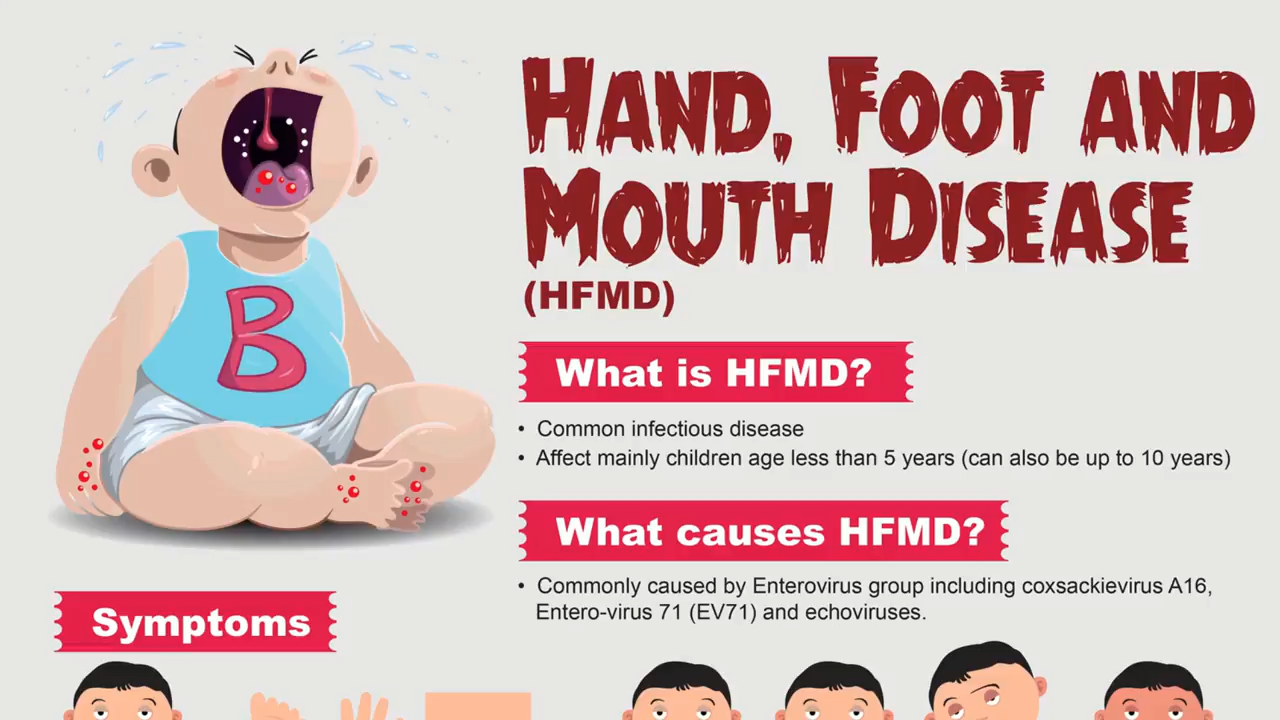 HAND, FOOT AND
MOUTH DISEASE
(HFMD)
What is HFMD?
• Common infectious disease
• Affect mainly children age less than 5 years (can also be up to 10 years)
What causes HFMD?
• Commonly caused by Enterovirus group including coxsackievirus A16,
Entero-virus 71 (EV71) and echoviruses.
B
Symptoms